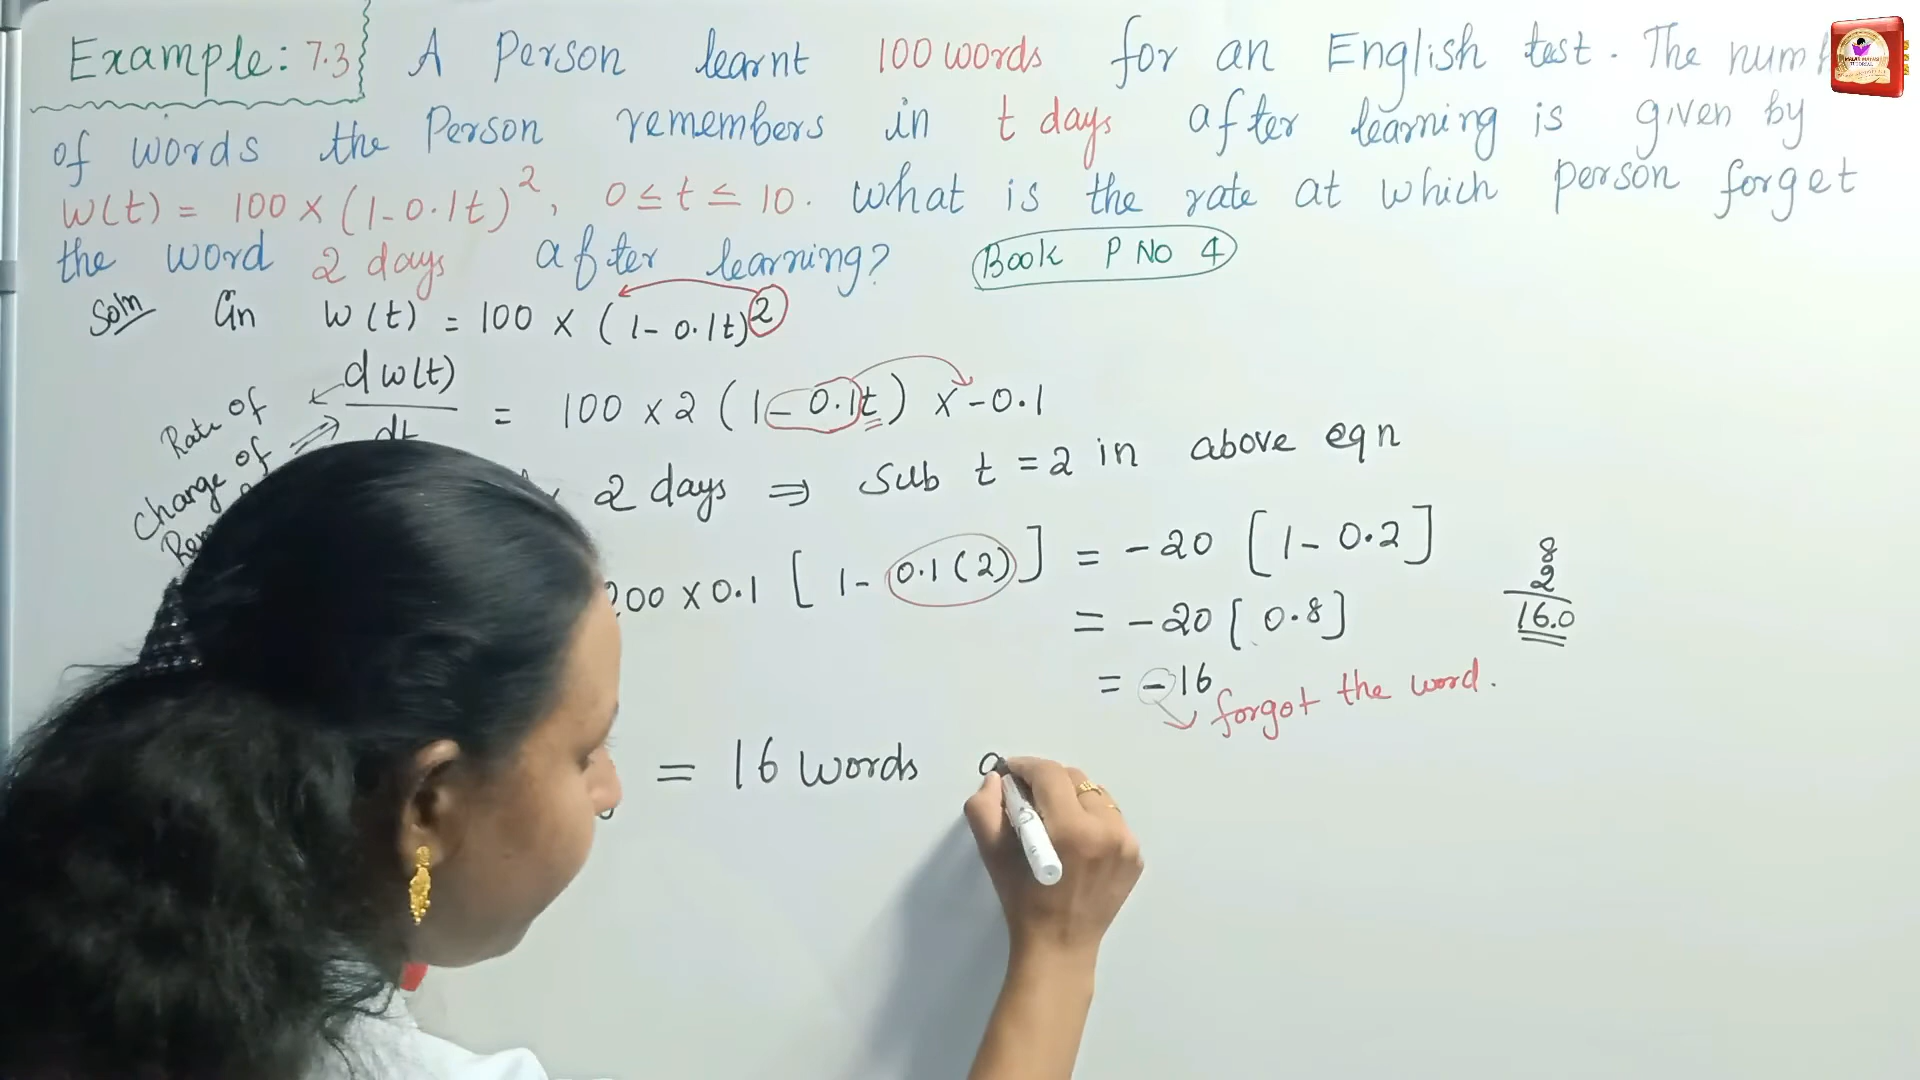 Example: 7.3 A Person learnt 100 words for an English test. The num
of words the Person remembers in t days after learning is given by
W(t) = 100 × (1-0.1t)², 0 ≤ t ≤ 10. What is the rate at which person forget
the word 2 days after learning? Book P No 4
Soln Gn W(t) = 100 × (1-0.1t)²
dw(t)
Rate of
dt = 100 × 2 (1-0.1t) × -0.1
Change of
2 days ⇒ Sub t = 2 in above eqn
Rem
200 × 0.1 [1- 0.1(2)] = -20 [1- 0.2]
= -20 [0.8]
8
2
16.0
= -16
forgot the word.
= 16 words